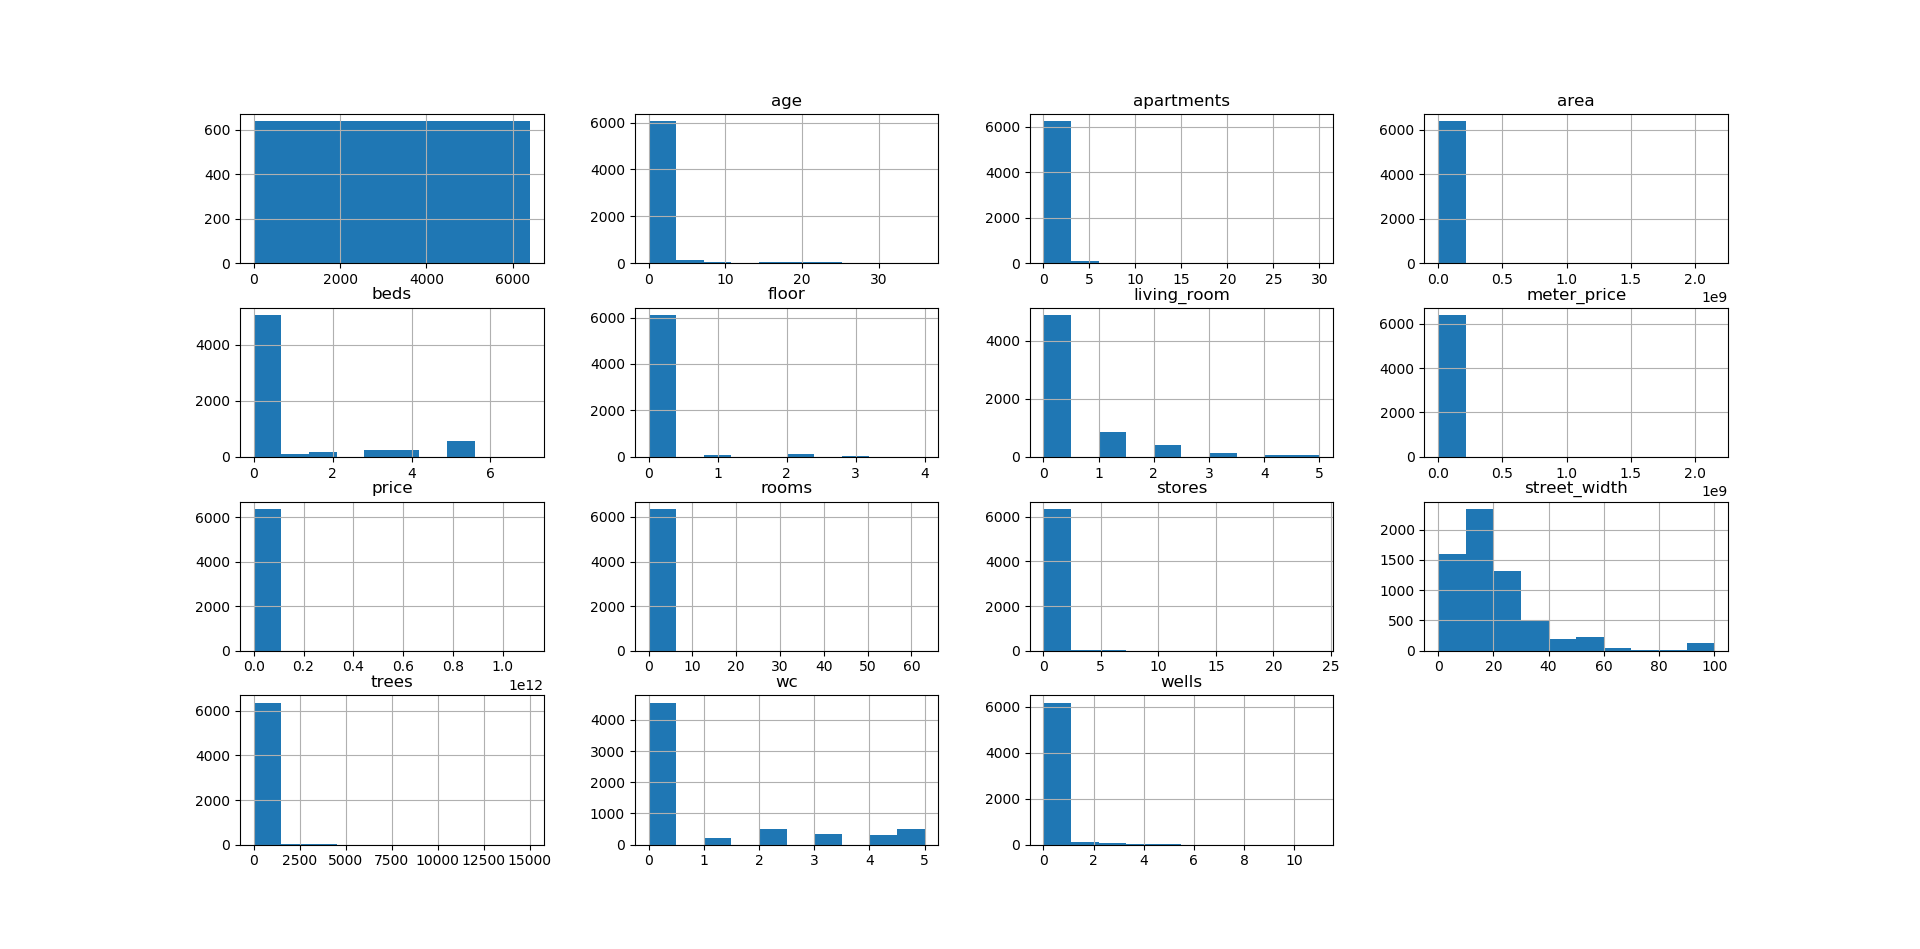 age apartments area
600
400
200
0
0 2000 4000 6000
6000
4000
2000
0
0 10 20 30
6000
4000
2000
0
0 5 10 15 20 25 30
6000
4000
2000
0
0.0 0.5 1.0 1.5 2.0
1e9
beds floor living_room meter_price
4000
2000
0
0 2 4 6
6000
4000
2000
0
0 1 2 3 4
4000
2000
0
0 1 2 3 4 5
6000
4000
2000
0
0.0 0.5 1.0 1.5 2.0
1e9
price rooms stores street_width
6000
4000
2000
0
0.0 0.2 0.4 0.6 0.8 1.0
1e12
6000
4000
2000
0
0 10 20 30 40 50 60
6000
4000
2000
0
0 5 10 15 20 25
2000
1500
1000
500
0
0 20 40 60 80 100
trees wc wells
6000
4000
2000
0
0 2500 5000 7500 10000 12500 15000
4000
3000
2000
1000
0
0 1 2 3 4 5
6000
4000
2000
0
0 2 4 6 8 10